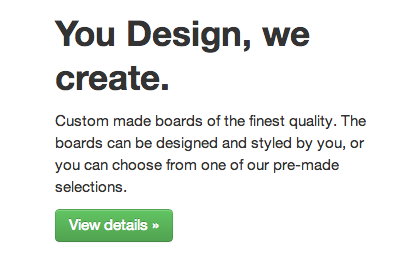 You Design, we
create.
Custom made boards of the finest quality. The
boards can be designed and styled by you, or
you can choose from one of our pre-made
selections.
View details »